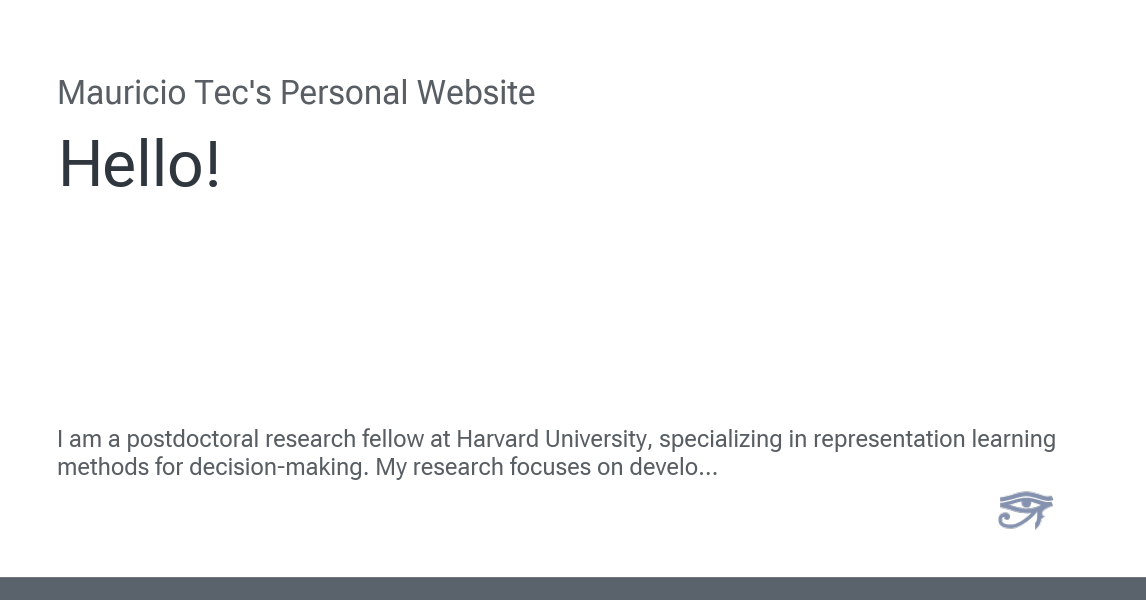 Mauricio Tec's Personal Website
Hello!
I am a postdoctoral research fellow at Harvard University, specializing in representation learning
methods for decision-making. My research focuses on develo...